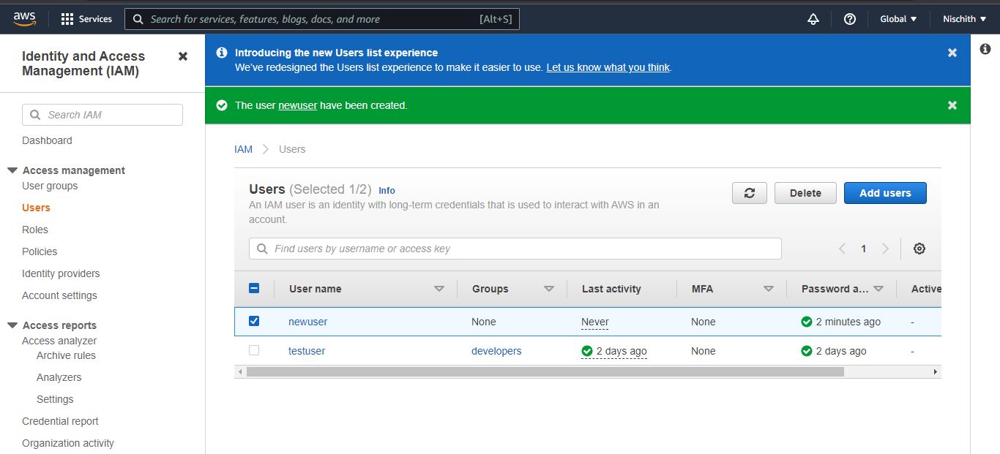 aws
Services
Search for services, features, blogs, docs, and more
[Alt+S]
Global
Nischith
Identity and Access
Management (IAM)
Search IAM
Dashboard
Access management
User groups
Users
Roles
Policies
Identity providers
Account settings
Access reports
Access analyzer
Archive rules
Analyzers
Settings
Credential report
Organization activity
Introducing the new Users list experience
We've redesigned the Users list experience to make it easier to use. Let us know what you think.
The user newuser have been created.
IAM
Users
Users (Selected 1/2) Info
An IAM user is an identity with long-term credentials that is used to interact with AWS in an
account.
Delete
Add users
Find users by username or access key
1
User name Groups Last activity MFA Password a... Active
newuser None Never None 2 minutes ago -
testuser developers 2 days ago None 2 days ago -